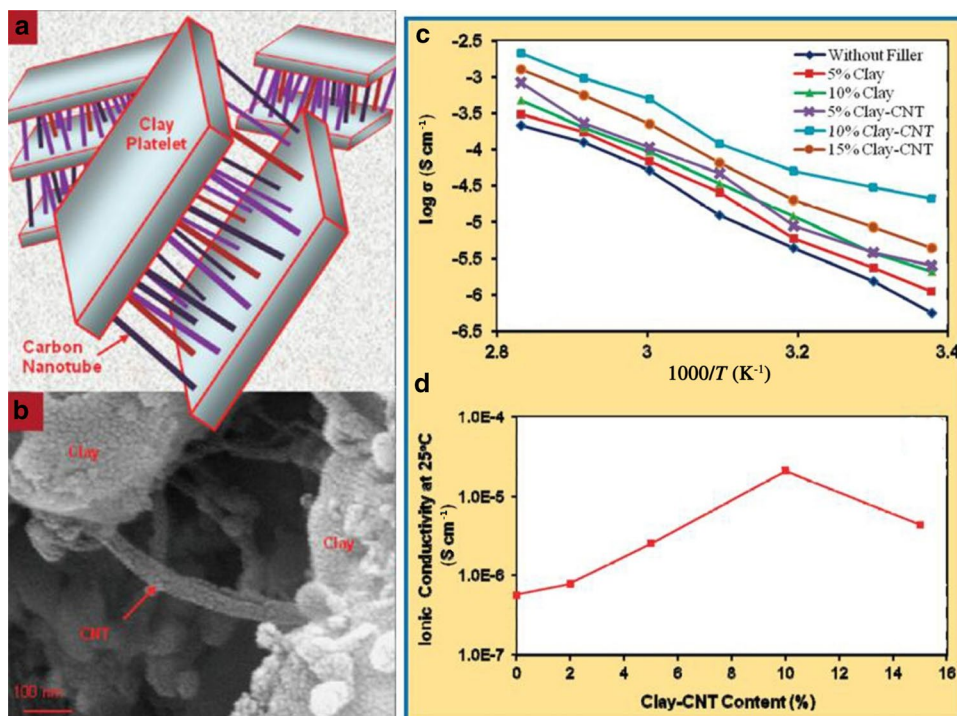 a
Clay
Platelet
Carbon
Nanotube
b
Clay
Clay
CNT
100 nm
c
-2.5
-3
-3.5
-4
-4.5
-5
-5.5
-6
-6.5
log σ (S cm⁻¹)
Without Filler
5% Clay
10% Clay
5% Clay-CNT
10% Clay-CNT
15% Clay-CNT
2.8
3
3.2
3.4
1000/T (K⁻¹)
d
1.0E-4
1.0E-5
1.0E-6
1.0E-7
Ionic Conductivity at 25°C
(S cm⁻¹)
0
2
4
6
8
10
12
14
16
Clay-CNT Content (%)